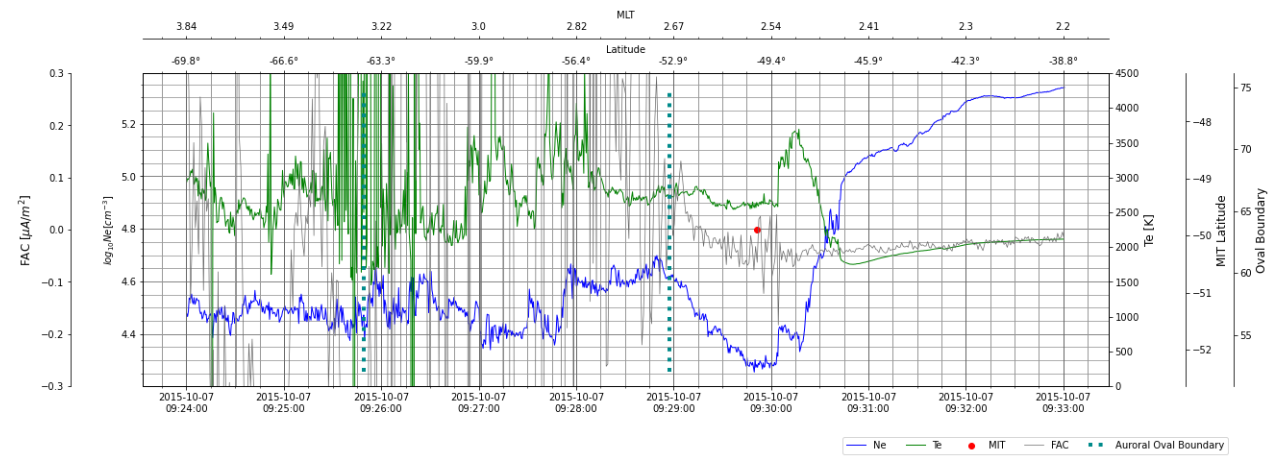 MLT
3.84 3.49 3.22 3.0 2.82 2.67 2.54 2.41 2.3 2.2
Latitude
-69.8° -66.6° -63.3° -59.9° -56.4° -52.9° -49.4° -45.9° -42.3° -38.8°
FAC [μA/m²]
0.3
0.2
0.1
0.0
−0.1
−0.2
−0.3
log₁₀Ne[cm⁻³]
5.2
5.0
4.8
4.6
4.4
Te [K]
4500
4000
3500
3000
2500
2000
1500
1000
500
0
MIT Latitude
−48
−49
−50
−51
−52
Oval Boundary
75
70
65
60
55
2015-10-07 2015-10-07 2015-10-07 2015-10-07 2015-10-07 2015-10-07 2015-10-07 2015-10-07 2015-10-07 2015-10-07
09:24:00 09:25:00 09:26:00 09:27:00 09:28:00 09:29:00 09:30:00 09:31:00 09:32:00 09:33:00
Ne Te MIT FAC Auroral Oval Boundary